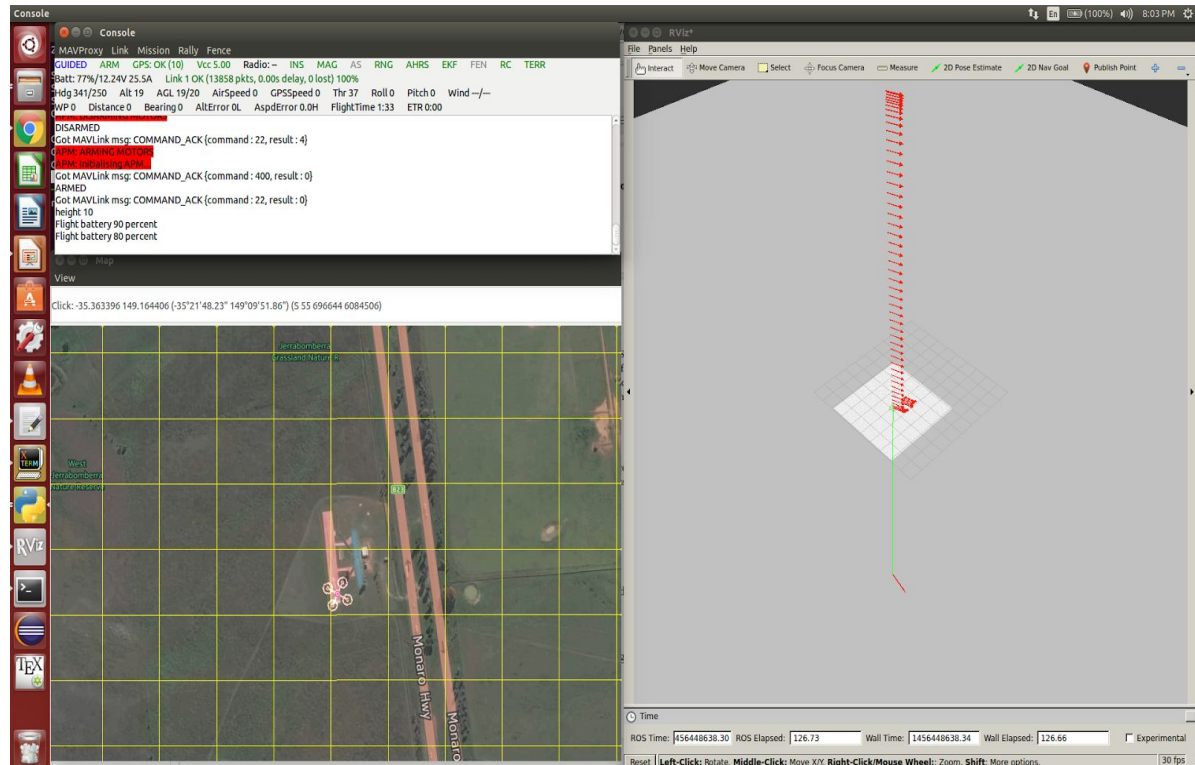 Console
En (100%) 8:03 PM
Console
MAVProxy Link Mission Rally Fence
GUIDED ARM GPS: OK (10) Vcc 5.00 Radio: -- INS MAG AS RNG AHRS EKF FEN RC TERR
Batt: 77%/12.24V 25.5A Link 1 OK (13858 pkts, 0.00s delay, 0 lost) 100%
Hdg 341/250 Alt 19 AGL 19/20 AirSpeed 0 GPSSpeed 0 Thr 37 Roll 0 Pitch 0 Wind --/--
WP 0 Distance 0 Bearing 0 AltError 0L AspdError 0.0H FlightTime 1:33 ETR 0:00
APM: DISARMING MOTORS
DISARMED
Got MAVLink msg: COMMAND_ACK {command : 22, result : 4}
APM: ARMING MOTORS
APM: Initialising APM...
Got MAVLink msg: COMMAND_ACK {command : 400, result : 0}
ARMED
Got MAVLink msg: COMMAND_ACK {command : 22, result : 0}
height 10
Flight battery 90 percent
Flight battery 80 percent
Map
View
Click: -35.363396 149.164406 (-35°21'48.23" 149°09'51.86") (S 55 696644 6084506)
Jerrabomberra
Grassland Nature R
West
Jerrabomberra
Nature Reserve
B23
Monaro Hwy
Monaro
TERM
RViz
TEX
RViz*
File Panels Help
Interact Move Camera Select Focus Camera Measure 2D Pose Estimate 2D Nav Goal Publish Point
Time
ROS Time: 456448638.30 ROS Elapsed: 126.73 Wall Time: 1456448638.34 Wall Elapsed: 126.66 Experimental
Reset Left-Click: Rotate. Middle-Click: Move X/Y. Right-Click/Mouse Wheel:: Zoom. Shift: More options. 30 fps